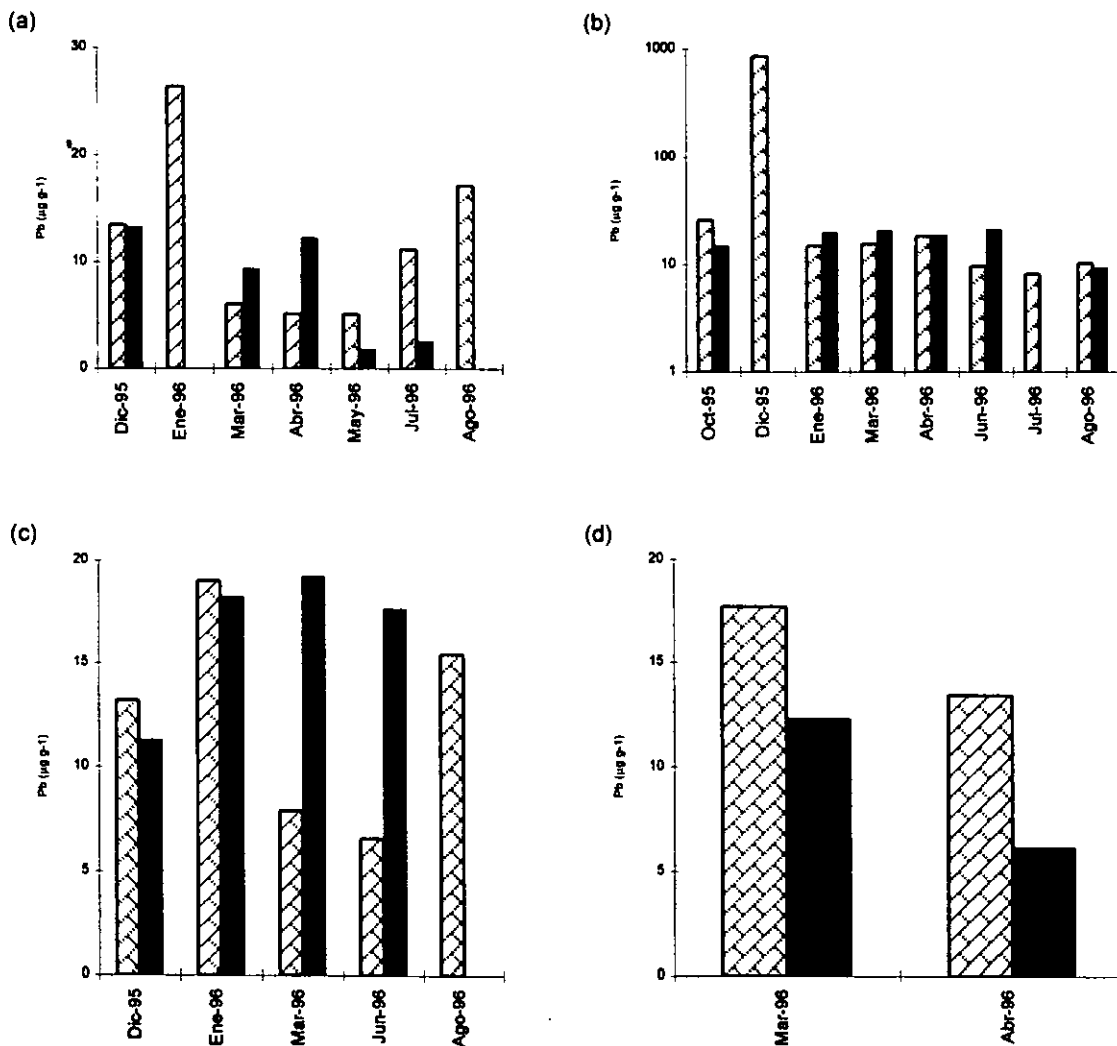 (a)
30
20
10
0
Pb (µg g-1)
Dic-95
Ene-96
Mar-96
Abr-96
May-96
Jul-96
Ago-96
(b)
1000
100
10
1
Pb (µg g-1)
Oct-95
Dic-95
Ene-96
Mar-96
Abr-96
Jun-96
Jul-96
Ago-96
(c)
20
15
10
5
0
Pb (µg g-1)
Dic-95
Ene-96
Mar-96
Jun-96
Ago-96
(d)
20
15
10
5
0
Pb (µg g-1)
Mar-96
Abr-96